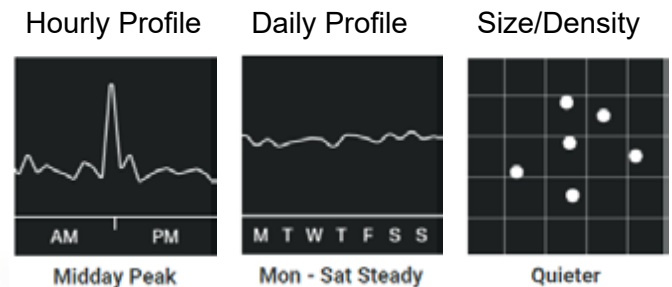 Hourly Profile Daily Profile Size/Density
AM PM M T W T F S S
Midday Peak Mon - Sat Steady Quieter